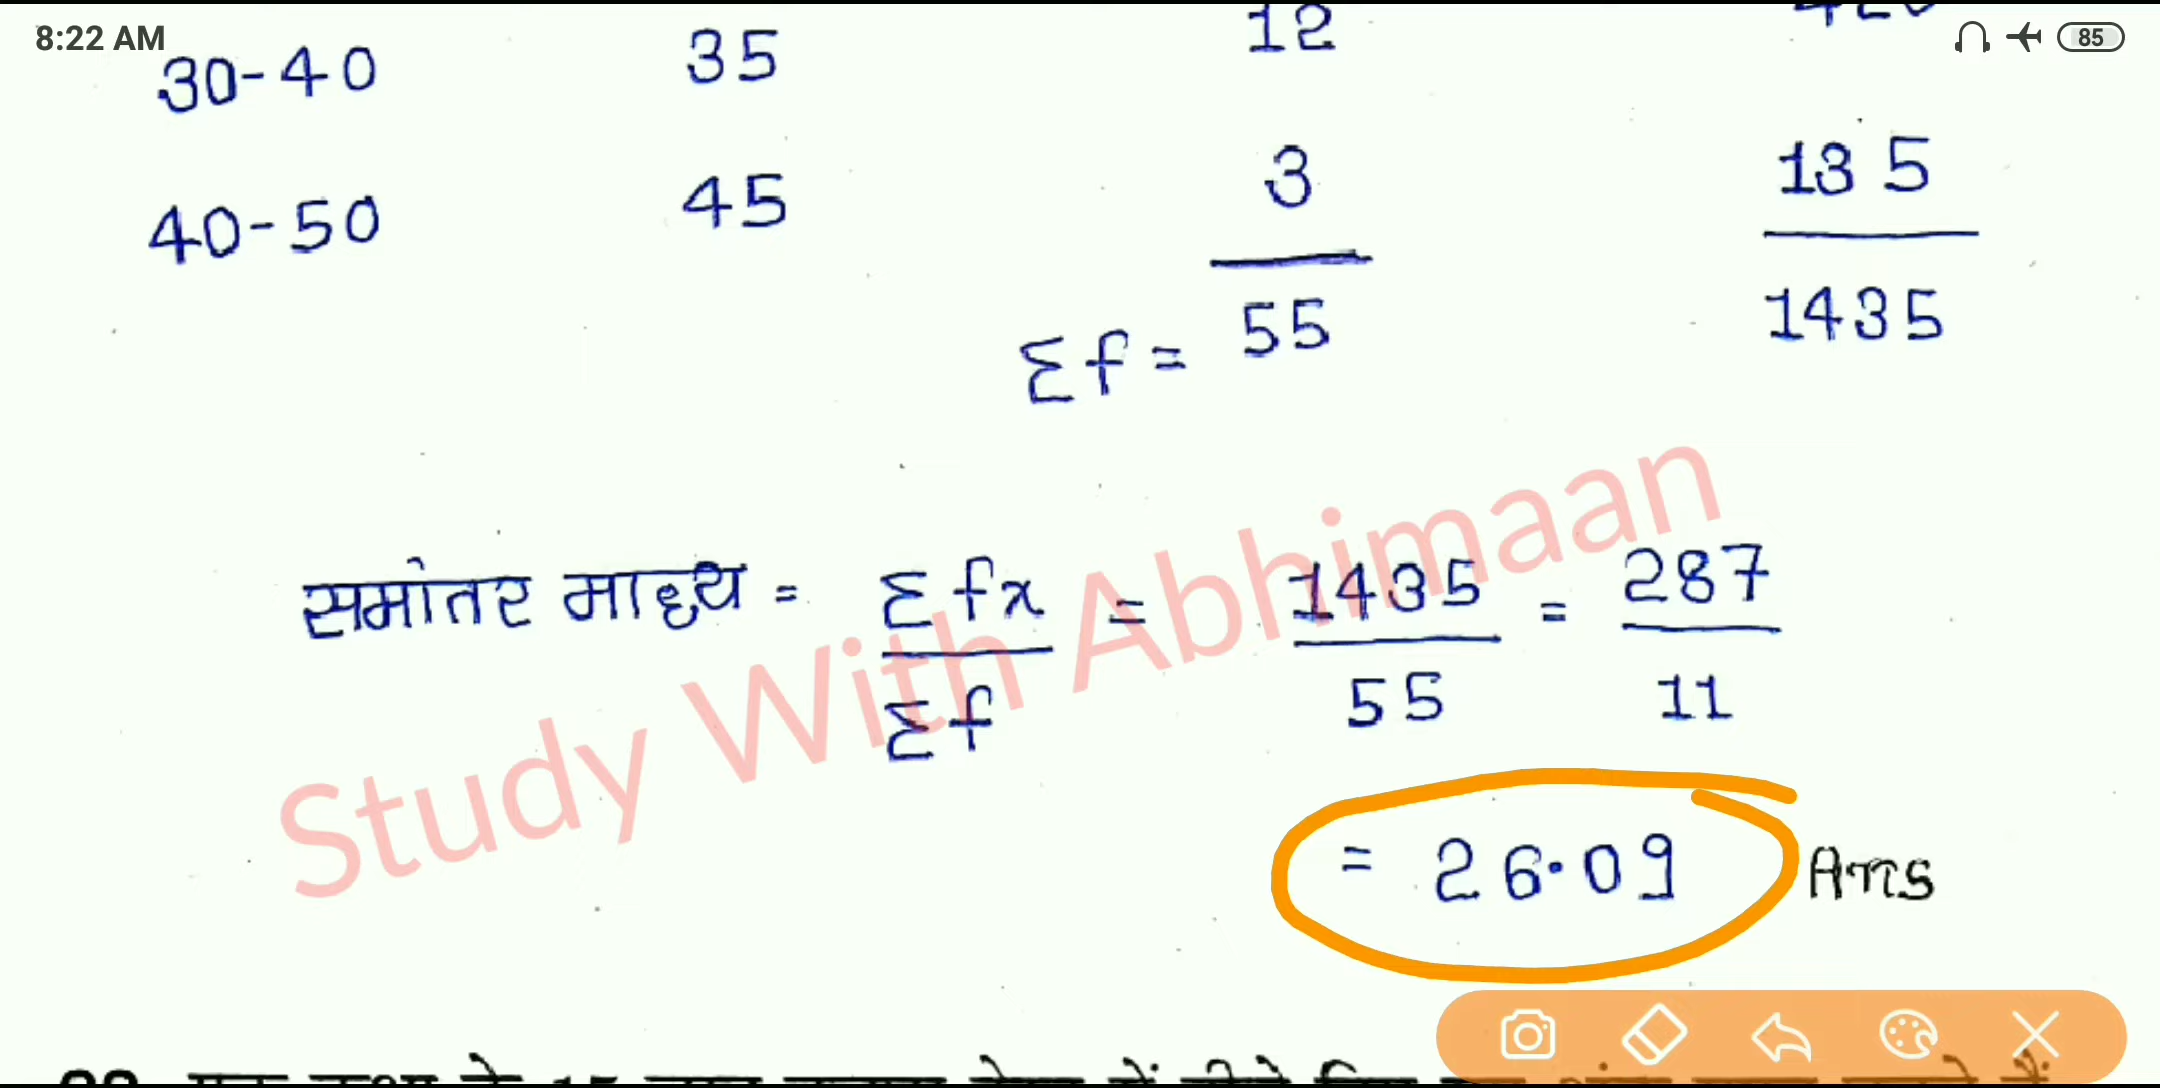 8:22 AM 85
30-40 35 12
40-50 45 3 135
Σf = 55 1435
समांतर माध्य = Σfx / Σf = 1435 / 55 = 287 / 11
= 26.09 Ans
Study With Abhimaan